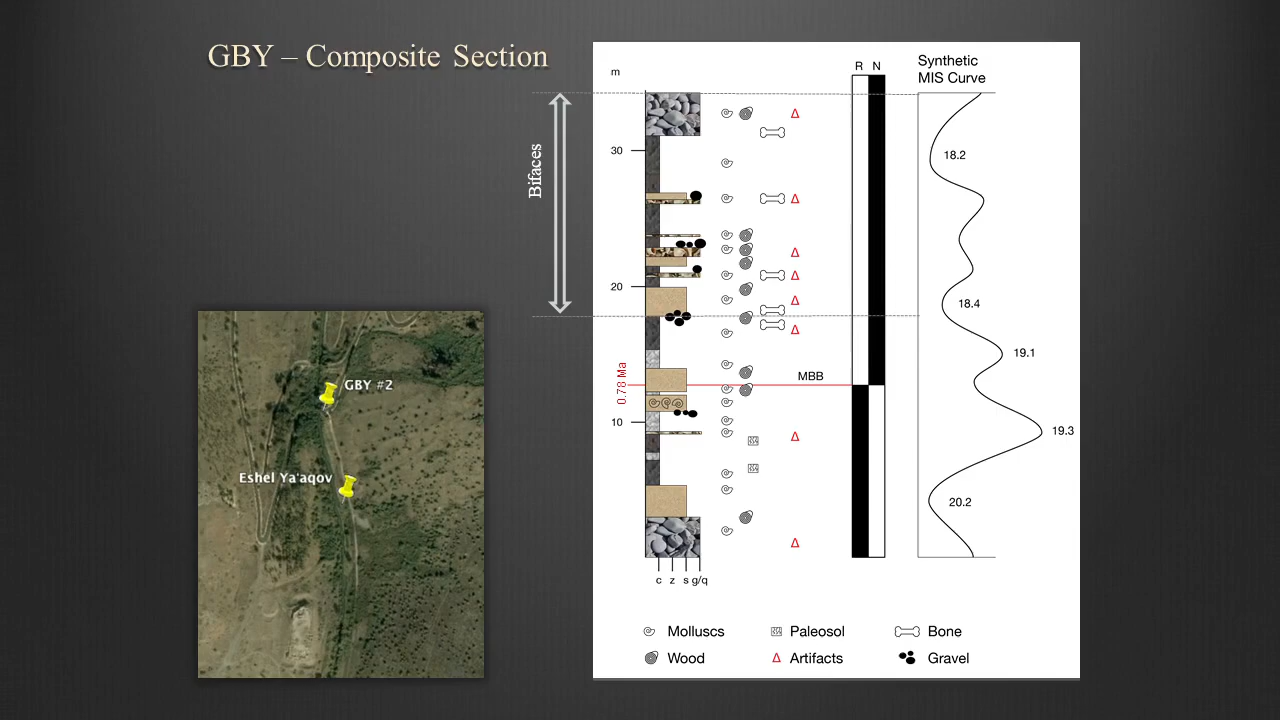 GBY – Composite Section
Bifaces
GBY #2
Eshel Ya'aqov
m
30
20
10
0.78 Ma
MBB
R N
Synthetic
MIS Curve
18.2
18.4
19.1
19.3
20.2
c z s g/q
Molluscs
Paleosol
Bone
Wood
Artifacts
Gravel